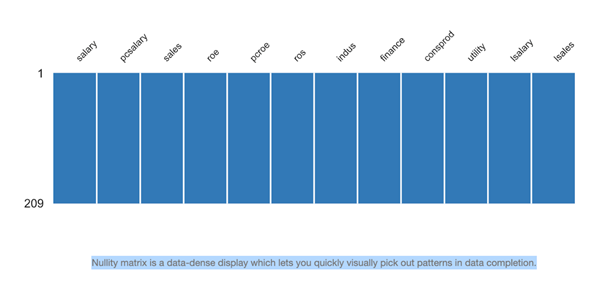 salary
pcsalary
sales
roe
pcroe
ros
indus
finance
consprod
utility
lsalary
lsales
1
209
Nullity matrix is a data-dense display which lets you quickly visually pick out patterns in data completion.